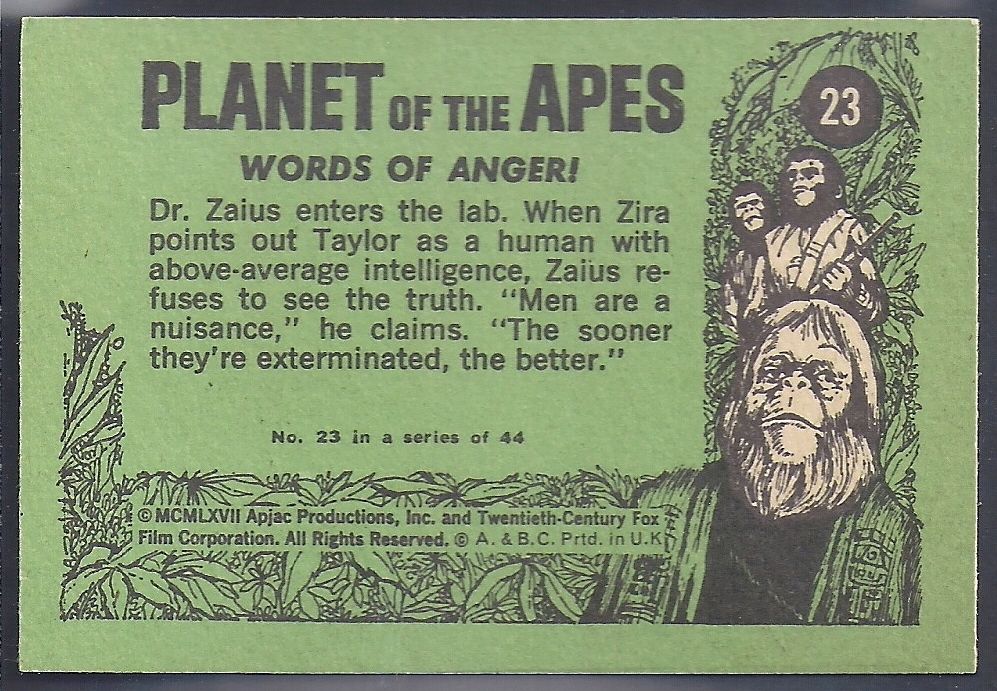 23
PLANET OF THE APES
WORDS OF ANGER!
Dr. Zaius enters the lab. When Zira
points out Taylor as a human with
above-average intelligence, Zaius re-
fuses to see the truth. "Men are a
nuisance," he claims. "The sooner
they're exterminated, the better."
No. 23 in a series of 44
© MCMLXVII Apjac Productions, Inc. and Twentieth-Century Fox
Film Corporation. All Rights Reserved. © A. & B.C. Prtd. in U.K.